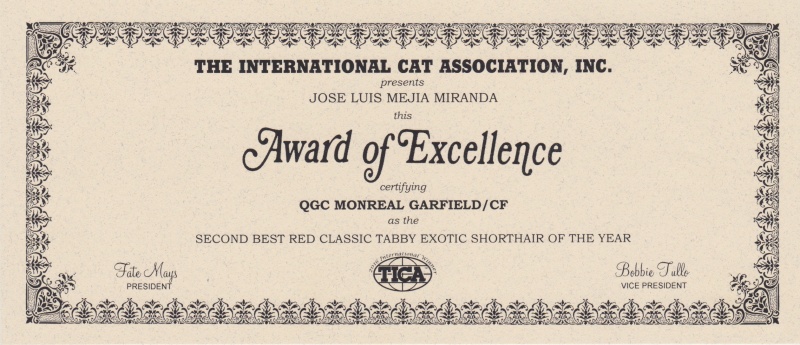 THE INTERNATIONAL CAT ASSOCIATION, INC.
presents
JOSE LUIS MEJIA MIRANDA
this
Award of Excellence
certifying
QGC MONREAL GARFIELD/CF
as the
SECOND BEST RED CLASSIC TABBY EXOTIC SHORTHAIR OF THE YEAR
Fate Mays
PRESIDENT
International Winner
TICA
Bobbie Tullo
VICE PRESIDENT